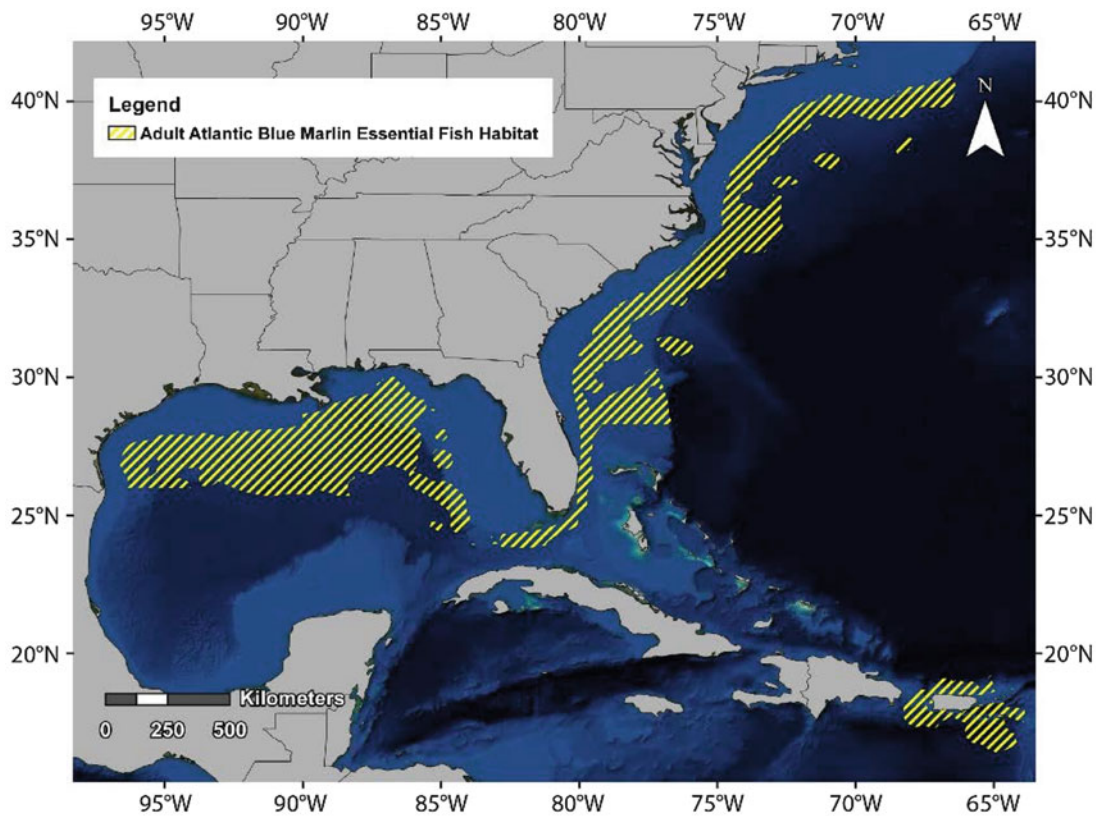 95°W 90°W 85°W 80°W 75°W 70°W 65°W
Legend
Adult Atlantic Blue Marlin Essential Fish Habitat
N
40°N 40°N
35°N 35°N
30°N 30°N
25°N 25°N
20°N 20°N
Kilometers
0 250 500
95°W 90°W 85°W 80°W 75°W 70°W 65°W